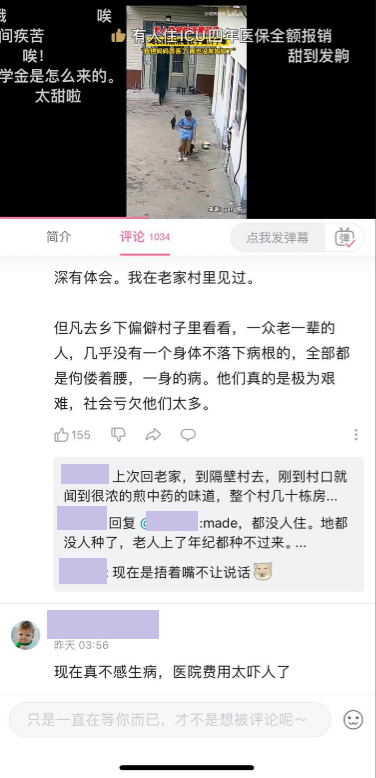 唉
间疾苦
👍 有人住ICU四年医保全额报销
唉！
甜到发齁
学金是怎么来的。
太甜啦
简介
评论 1034
点我发弹幕
弹
深有体会。我在老家村里见过。
但凡去乡下偏僻村子里看看，一众老一辈的
人，几乎没有一个身体不落下病根的，全部都
是佝偻着腰，一身的病。他们真的是极为艰
难，社会亏欠他们太多。
155
上次回老家，到隔壁村去，刚到村口就
闻到很浓的煎中药的味道，整个村几十栋房...
回复 @ :made，都没人住。地都
没人种了，老人上了年纪都种不过来。...
: 现在是捂着嘴不让说话
昨天 03:56
现在真不感生病，医院费用太吓人了
只是一直在等你而已，才不是想被评论呢～